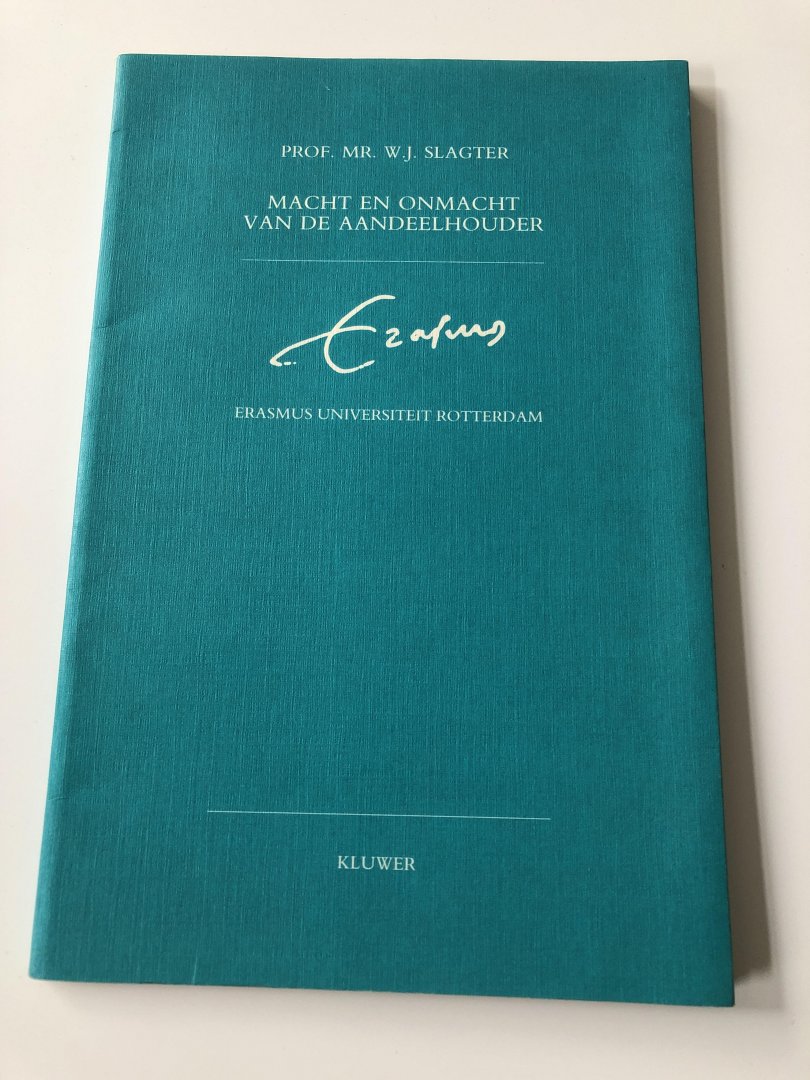 PROF. MR. W.J. SLAGTER
MACHT EN ONMACHT
VAN DE AANDEELHOUDER
Erasmus
ERASMUS UNIVERSITEIT ROTTERDAM
KLUWER